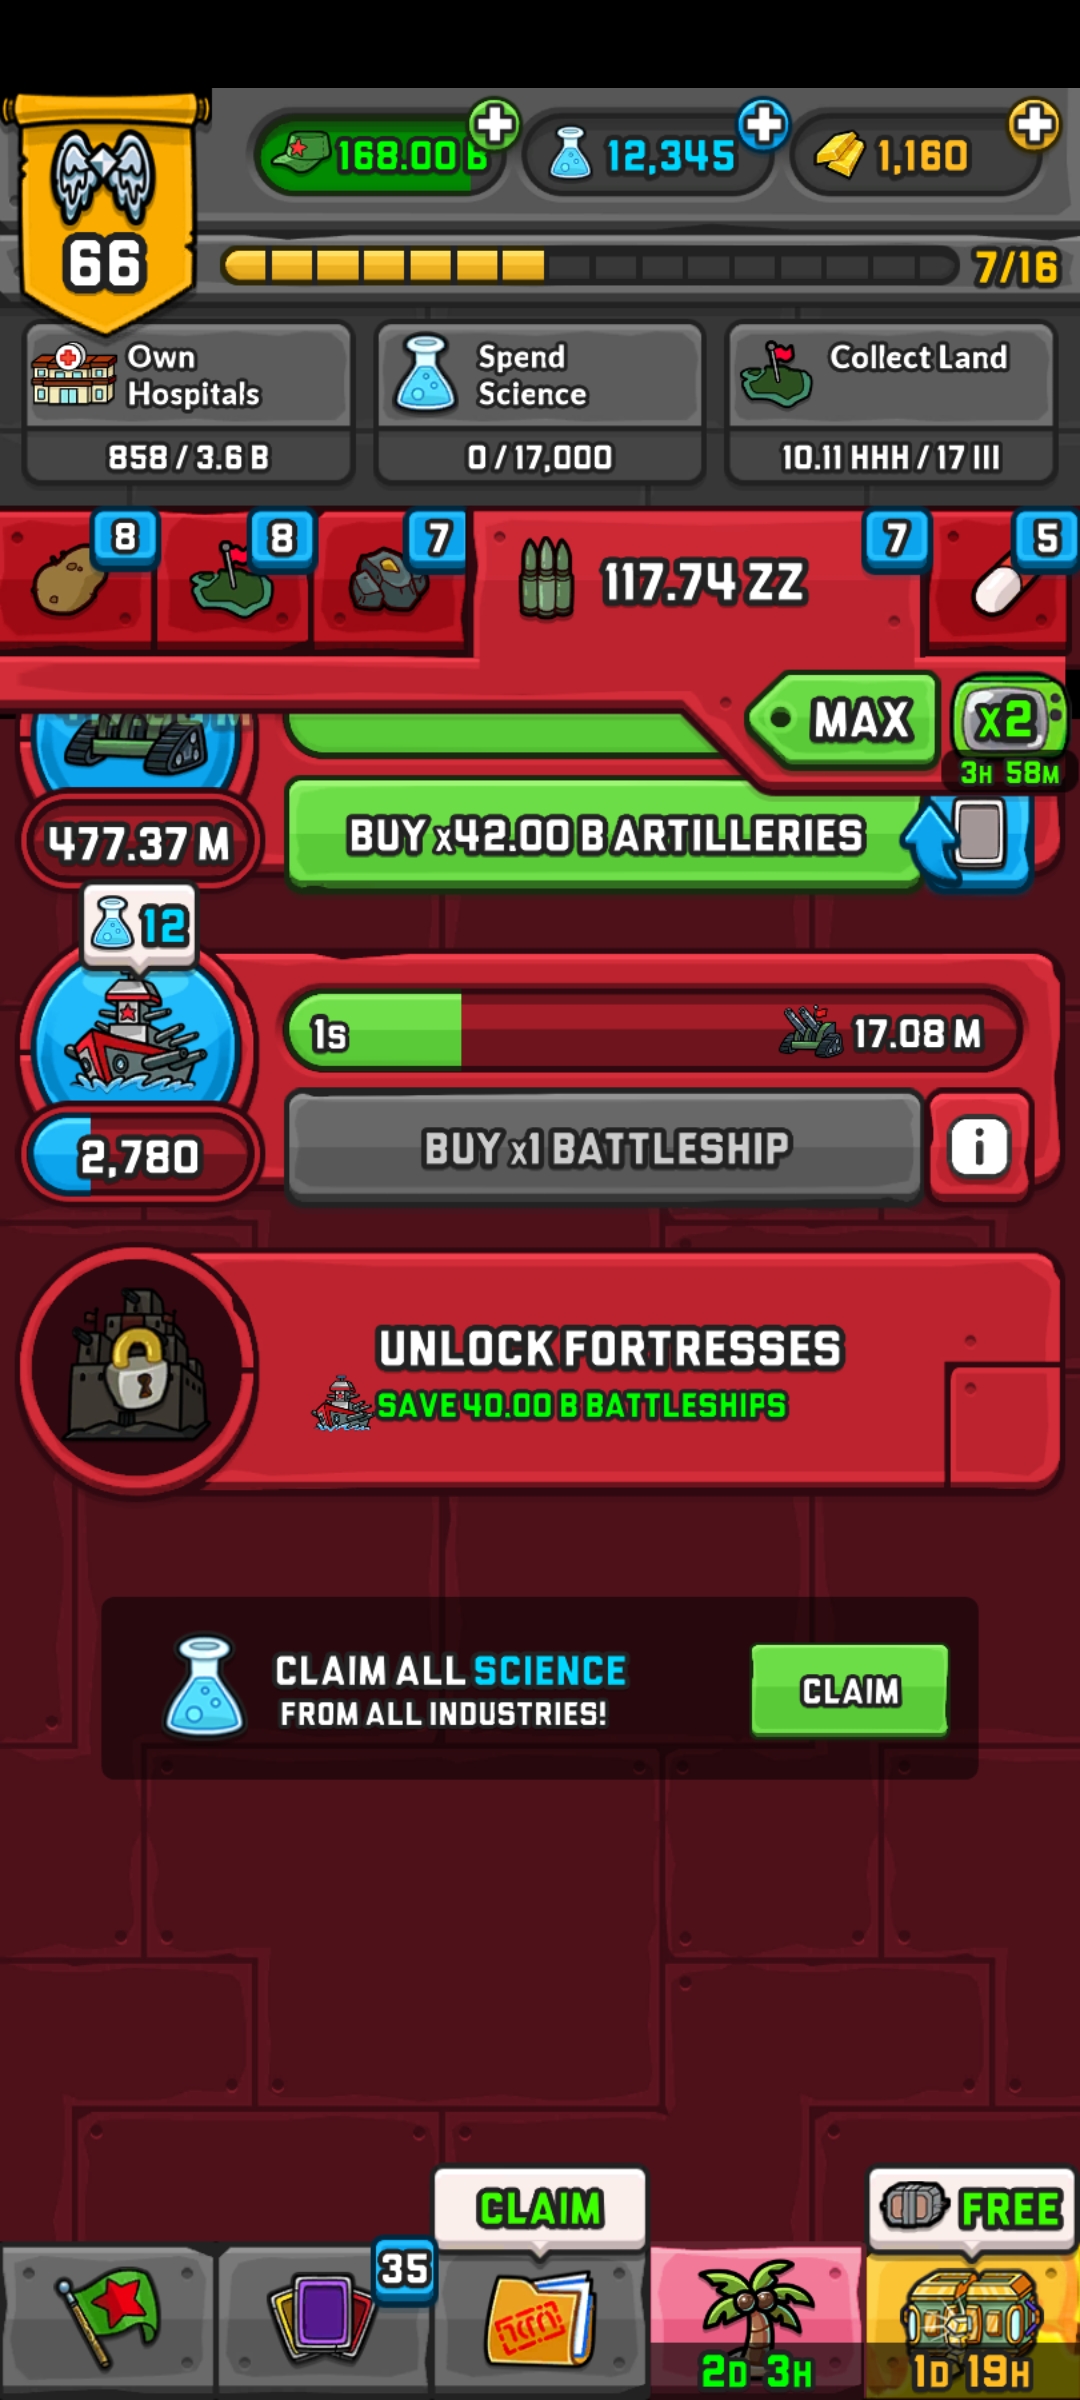 168.00 B
12,345
1,160
66
7/16
Own
Hospitals
858 / 3.6 B
Spend
Science
0 / 17,000
Collect Land
10.11 HHH / 17 III
8
8
7
117.74 ZZ
7
5
MAX
x2
3H 58M
477.37 M
BUY x42.00 B ARTILLERIES
12
1s
17.08 M
2,780
BUY x1 BATTLESHIP
i
UNLOCK FORTRESSES
SAVE 40.00 B BATTLESHIPS
CLAIM ALL SCIENCE
FROM ALL INDUSTRIES!
CLAIM
CLAIM
FREE
35
2D 3H
1D 19H